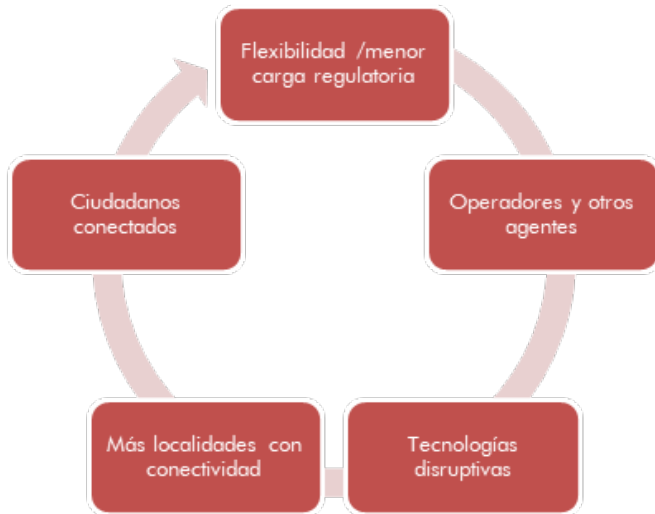 Flexibilidad /menor
carga regulatoria
Operadores y otros
agentes
Tecnologías
disruptivas
Más localidades con
conectividad
Ciudadanos
conectados